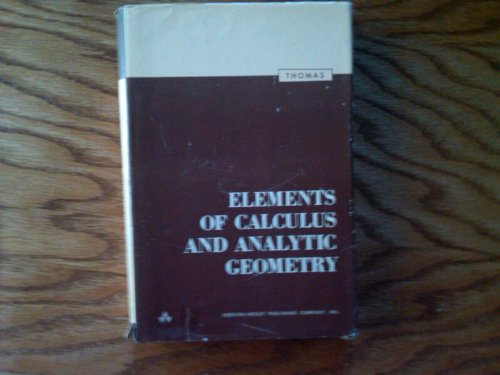 THOMAS
ELEMENTS
OF CALCULUS
AND ANALYTIC
GEOMETRY
ADDISON-WESLEY PUBLISHING COMPANY, INC.